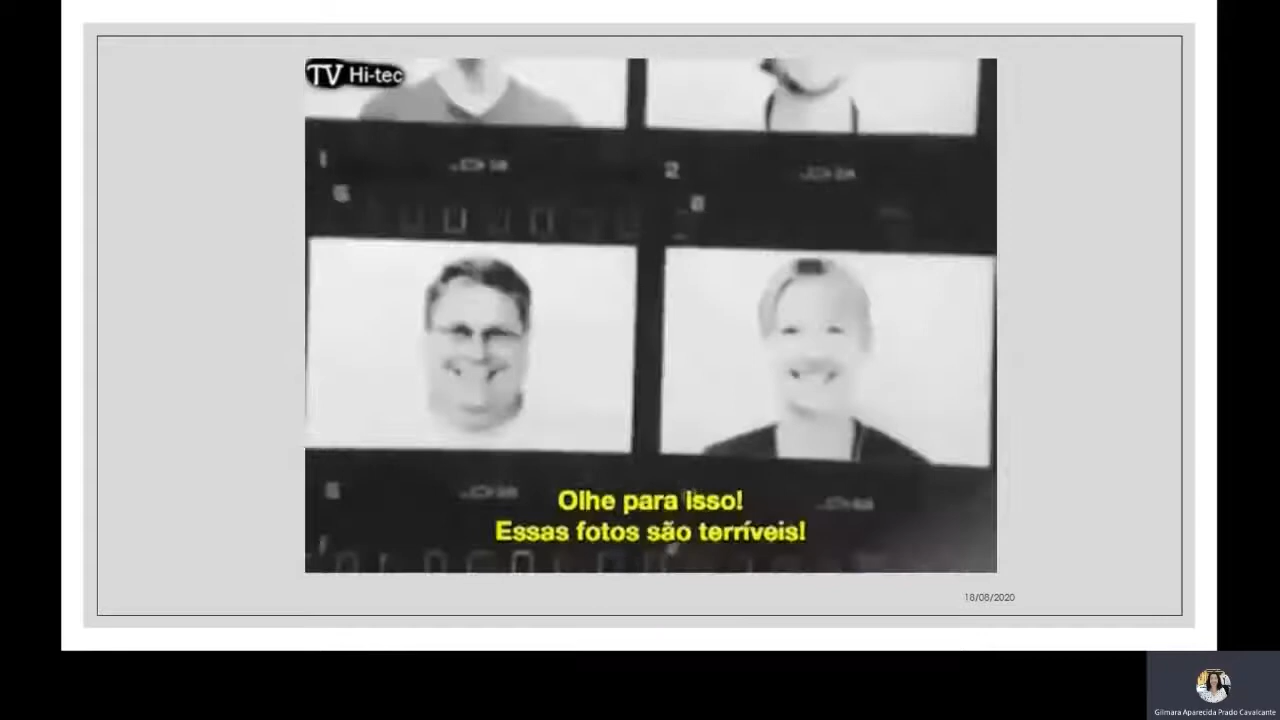 TV Hi-tec
1
2
6
Olhe para isso!
Essas fotos são terríveis!
18/08/2020
Gilmara Aparecida Prado Cavalcante